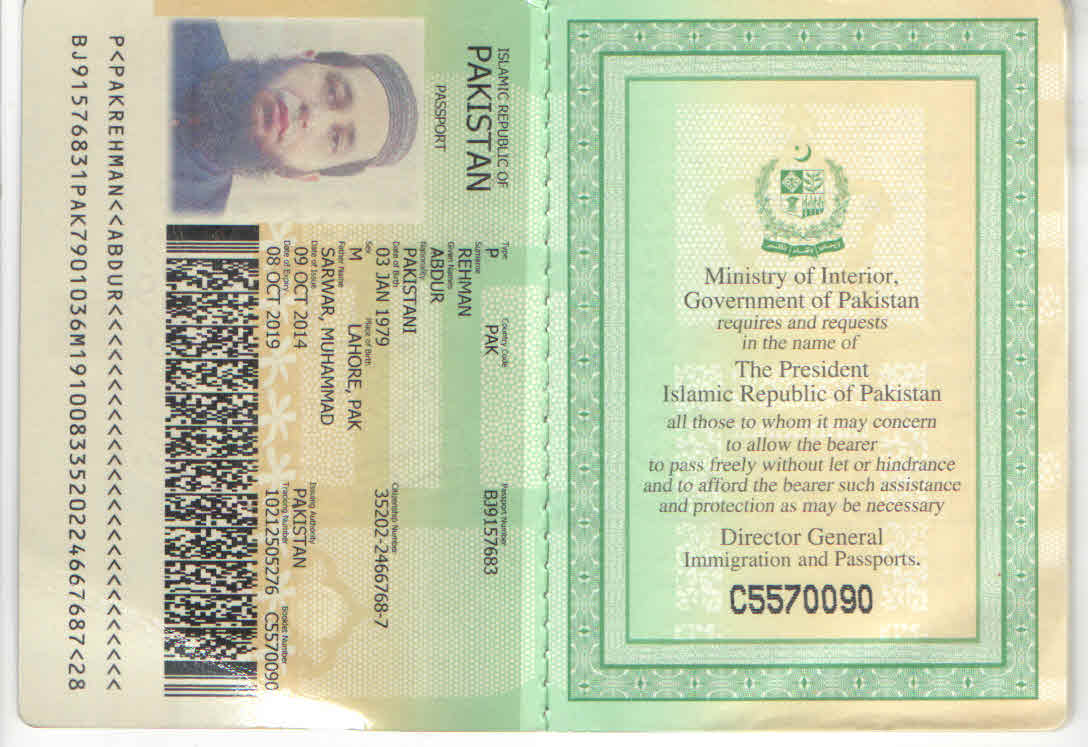 ISLAMIC REPUBLIC OF
PAKISTAN
PASSPORT
Type Country Code Passport Number
P PAK BJ9157683
Surname
REHMAN
Given Names
ABDUR
Nationality
PAKISTANI
Date of Birth Citizenship Number
03 JAN 1979 35202-2466768-7
Sex Place of Birth
M LAHORE, PAK
Father Name
SARWAR, MUHAMMAD
Date of Issue Issuing Authority
09 OCT 2014 PAKISTAN
Date of Expiry Tracking Number Booklet Number
08 OCT 2019 10212505276 C5570090
P<PAKREHMAN<<ABDUR<<<<<<<<<<<<<<<<<<<<<<<<<<
BJ91576831PAK7901036M19100833520224667687<28
Ministry of Interior,
Government of Pakistan
requires and requests
in the name of
The President
Islamic Republic of Pakistan
all those to whom it may concern
to allow the bearer
to pass freely without let or hindrance
and to afford the bearer such assistance
and protection as may be necessary
Director General
Immigration and Passports.
C5570090